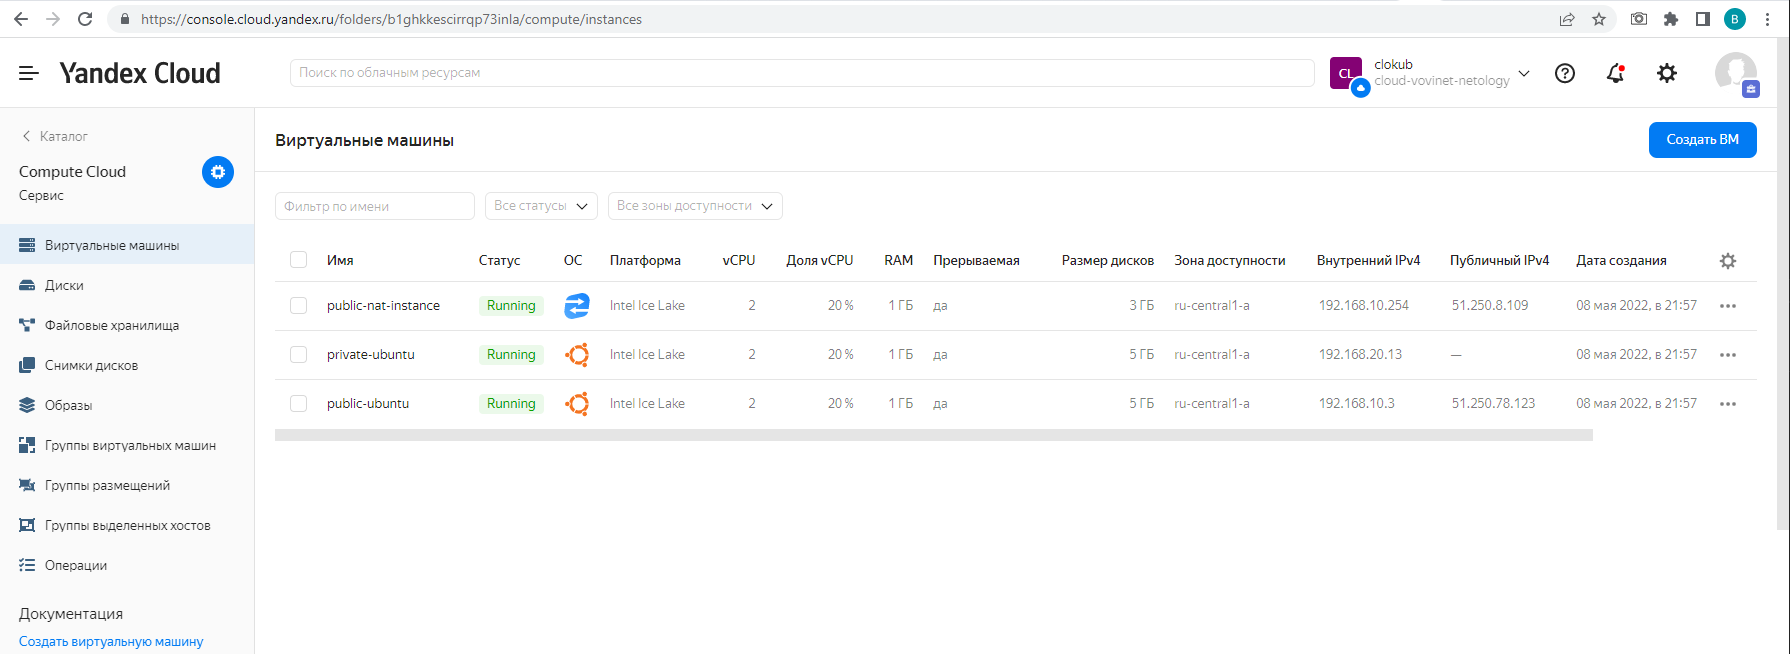 https://console.cloud.yandex.ru/folders/b1ghkkescirrqp73inla/compute/instances
B
Yandex Cloud
Поиск по облачным ресурсам
CL
clokub
cloud-vovinet-netology
Каталог
Compute Cloud
Сервис
Виртуальные машины
Диски
Файловые хранилища
Снимки дисков
Образы
Группы виртуальных машин
Группы размещений
Группы выделенных хостов
Операции
Документация
Создать виртуальную машину
Виртуальные машины
Создать ВМ
Фильтр по имени
Все статусы
Все зоны доступности
Имя Статус ОС Платформа vCPU Доля vCPU RAM Прерываемая Размер дисков Зона доступности Внутренний IPv4 Публичный IPv4 Дата создания
public-nat-instance Running Intel Ice Lake 2 20 % 1 ГБ да 3 ГБ ru-central1-a 192.168.10.254 51.250.8.109 08 мая 2022, в 21:57
private-ubuntu Running Intel Ice Lake 2 20 % 1 ГБ да 5 ГБ ru-central1-a 192.168.20.13 — 08 мая 2022, в 21:57
public-ubuntu Running Intel Ice Lake 2 20 % 1 ГБ да 5 ГБ ru-central1-a 192.168.10.3 51.250.78.123 08 мая 2022, в 21:57